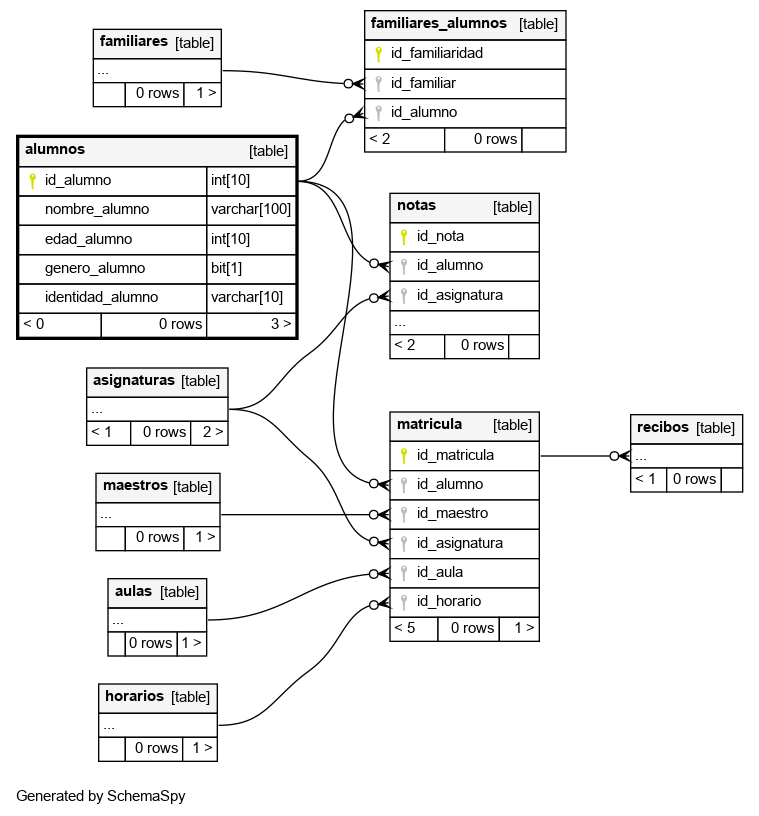 familiares [table]
...
0 rows 1 >
familiares_alumnos [table]
id_familiaridad
id_familiar
id_alumno
< 2 0 rows
alumnos [table]
id_alumno int[10]
nombre_alumno varchar[100]
edad_alumno int[10]
genero_alumno bit[1]
identidad_alumno varchar[10]
< 0 0 rows 3 >
notas [table]
id_nota
id_alumno
id_asignatura
...
< 2 0 rows
asignaturas [table]
...
< 1 0 rows 2 >
matricula [table]
id_matricula
id_alumno
id_maestro
id_asignatura
id_aula
id_horario
< 5 0 rows 1 >
recibos [table]
...
< 1 0 rows
maestros [table]
...
0 rows 1 >
aulas [table]
...
0 rows 1 >
horarios [table]
...
0 rows 1 >
Generated by SchemaSpy